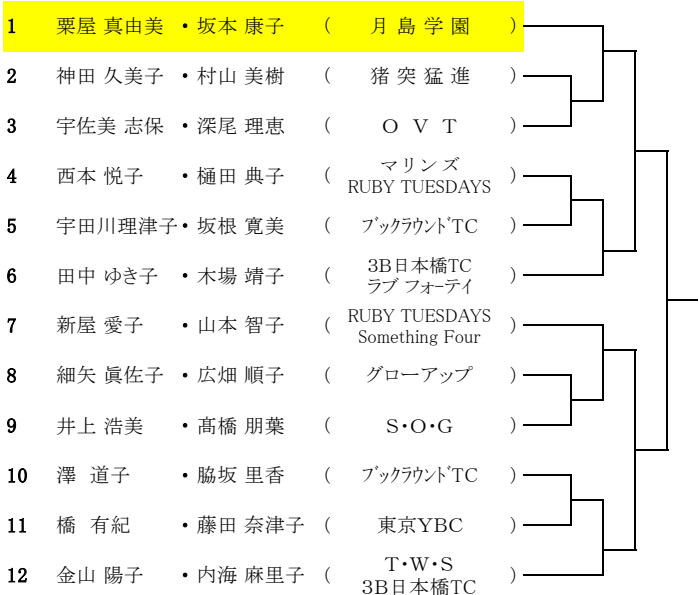 1 粟屋 真由美 ・ 坂本 康子 ( 月 島 学 園 )
2 神田 久美子 ・ 村山 美樹 ( 猪 突 猛 進 )
3 宇佐美 志保 ・ 深尾 理恵 ( O V T )
4 西本 悦子 ・ 樋田 典子 ( マリンズ
RUBY TUESDAYS )
5 宇田川理津子 ・ 坂根 寛美 ( ブックラウンドTC )
6 田中 ゆき子 ・ 木場 靖子 ( 3B日本橋TC
ラブ フォーティ )
7 新屋 愛子 ・ 山本 智子 ( RUBY TUESDAYS
Something Four )
8 細矢 眞佐子 ・ 広畑 順子 ( グローアップ )
9 井上 浩美 ・ 髙橋 朋葉 ( S・O・G )
10 澤 道子 ・ 脇坂 里香 ( ブックラウンドTC )
11 橋 有紀 ・ 藤田 奈津子 ( 東京YBC )
12 金山 陽子 ・ 内海 麻里子 ( T・W・S
3B日本橋TC )